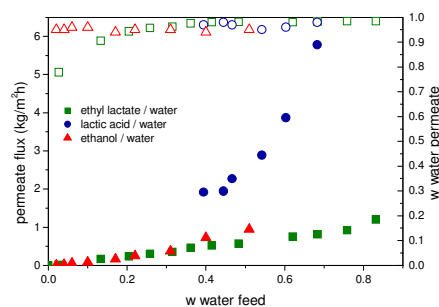 permeate flux (kg/m²h)
6
5
4
3
2
1
0
ethyl lactate / water
lactic acid / water
ethanol / water
1.0
0.9
0.8
0.7
0.6
0.5
0.4
0.3
0.2
0.1
0.0
w water permeate
0.0 0.2 0.4 0.6 0.8
w water feed